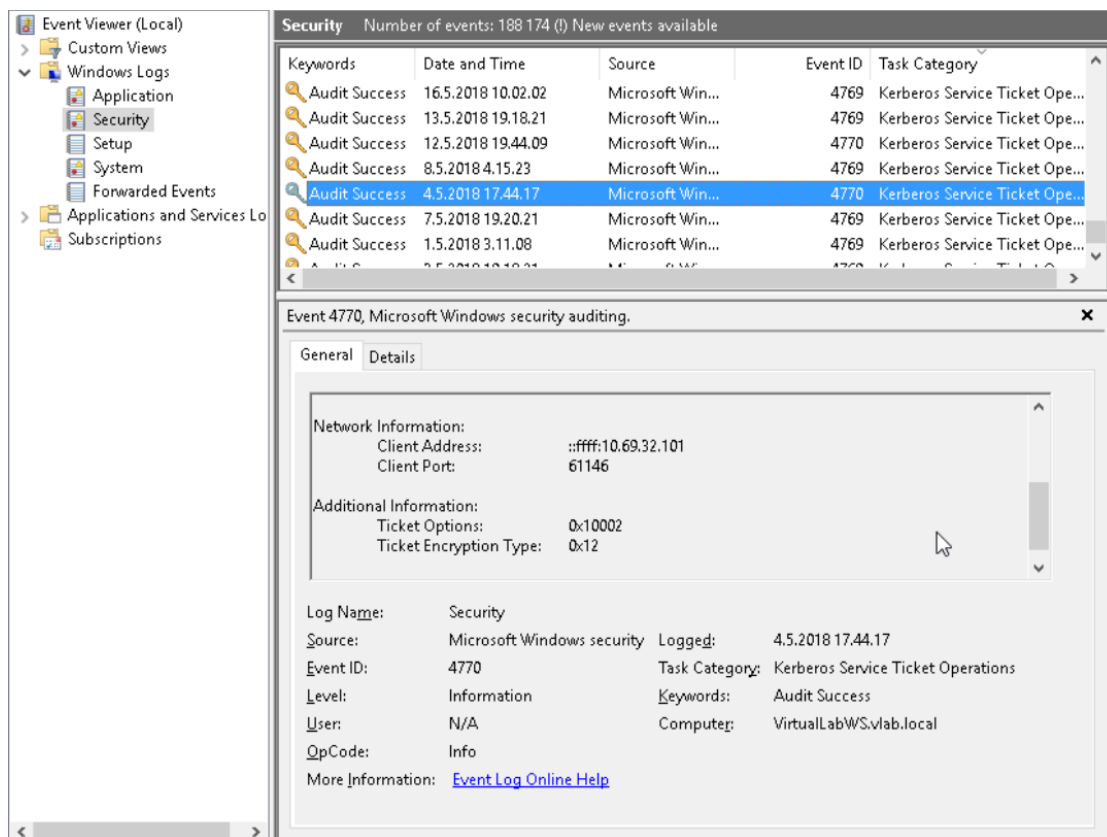 Event Viewer (Local)
Custom Views
Windows Logs
Application
Security
Setup
System
Forwarded Events
Applications and Services Lo
Subscriptions
Security Number of events: 188 174 (!) New events available
Keywords Date and Time Source Event ID Task Category
Audit Success 16.5.2018 10.02.02 Microsoft Win... 4769 Kerberos Service Ticket Ope...
Audit Success 13.5.2018 19.18.21 Microsoft Win... 4769 Kerberos Service Ticket Ope...
Audit Success 12.5.2018 19.44.09 Microsoft Win... 4770 Kerberos Service Ticket Ope...
Audit Success 8.5.2018 4.15.23 Microsoft Win... 4769 Kerberos Service Ticket Ope...
Audit Success 4.5.2018 17.44.17 Microsoft Win... 4770 Kerberos Service Ticket Ope...
Audit Success 7.5.2018 19.20.21 Microsoft Win... 4769 Kerberos Service Ticket Ope...
Audit Success 1.5.2018 3.11.08 Microsoft Win... 4769 Kerberos Service Ticket Ope...
Event 4770, Microsoft Windows security auditing.
General Details
Network Information:
Client Address: ::ffff:10.69.32.101
Client Port: 61146
Additional Information:
Ticket Options: 0x10002
Ticket Encryption Type: 0x12
Log Name: Security
Source: Microsoft Windows security Logged: 4.5.2018 17.44.17
Event ID: 4770 Task Category: Kerberos Service Ticket Operations
Level: Information Keywords: Audit Success
User: N/A Computer: VirtualLabWS.vlab.local
OpCode: Info
More Information: Event Log Online Help